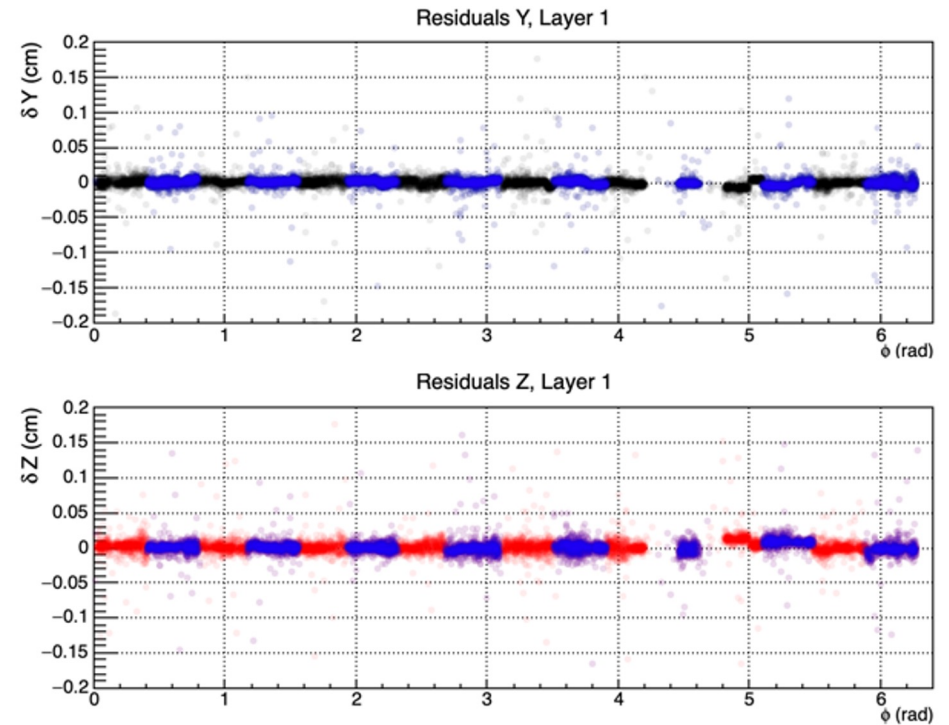 Residuals Y, Layer 1
δ Y (cm)
0.2
0.15
0.1
0.05
0
−0.05
−0.1
−0.15
−0.2
0 1 2 3 4 5 6
ϕ (rad)
Residuals Z, Layer 1
δ Z (cm)
0.2
0.15
0.1
0.05
0
−0.05
−0.1
−0.15
−0.2
0 1 2 3 4 5 6
ϕ (rad)